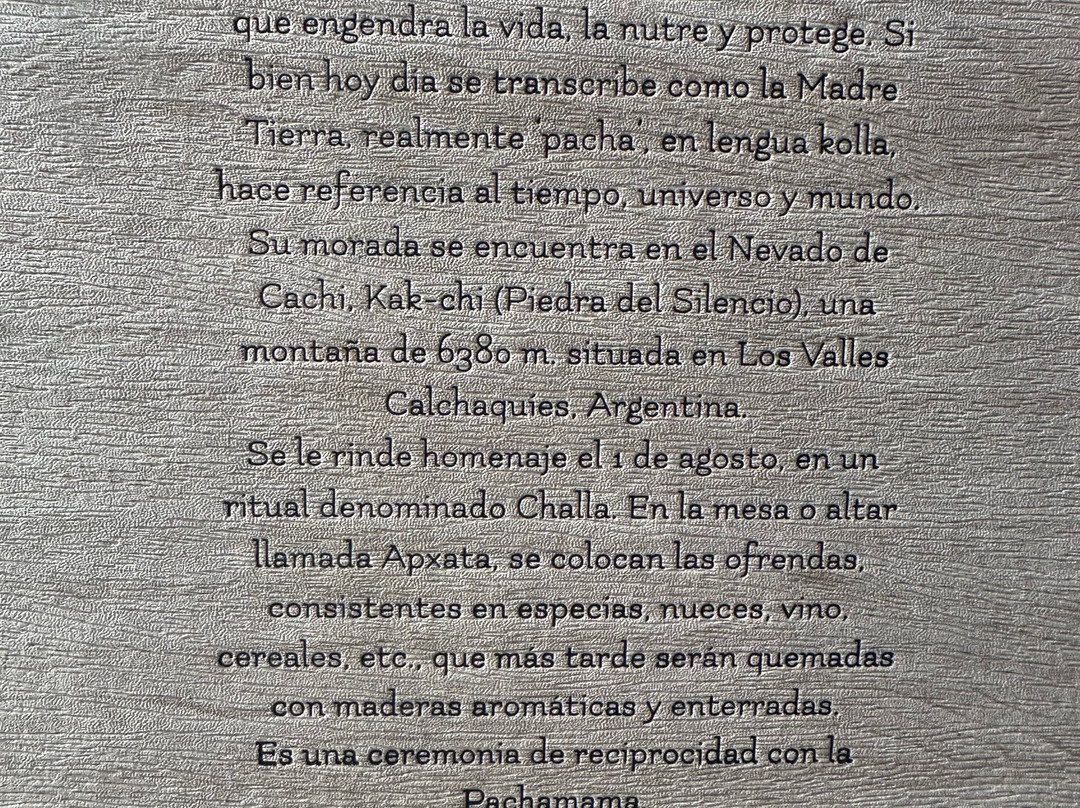 que engendra la vida, la nutre y protege. Si
bien hoy dia se transcribe como la Madre
Tierra, realmente 'pacha', en lengua kolla,
hace referencia al tiempo, universo y mundo.
Su morada se encuentra en el Nevado de
Cachi, Kak-chi (Piedra del Silencio), una
montaña de 6380 m. situada en Los Valles
Calchaquíes, Argentina.
Se le rinde homenaje el 1 de agosto, en un
ritual denominado Challa. En la mesa o altar
llamada Apxata, se colocan las ofrendas,
consistentes en especias, nueces, vino,
cereales, etc., que más tarde serán quemadas
con maderas aromáticas y enterradas.
Es una ceremonia de reciprocidad con la
Pachamama